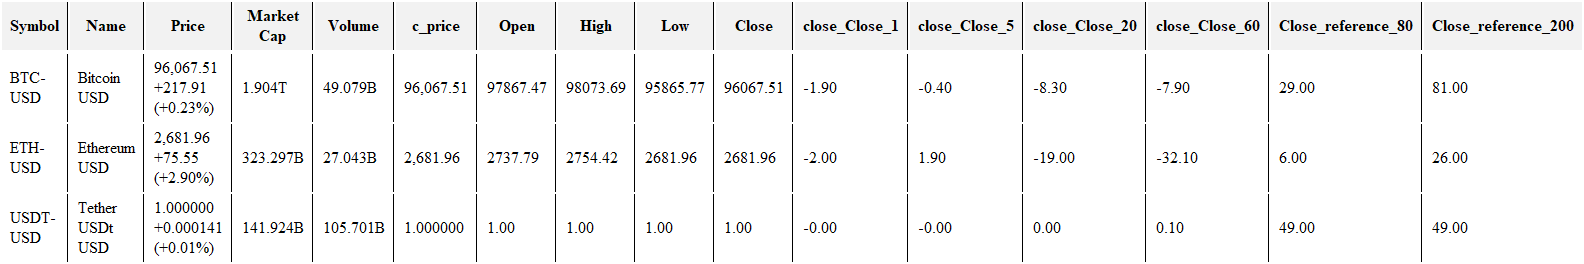 Symbol Name Price Market Cap Volume c_price Open High Low Close close_Close_1 close_Close_5 close_Close_20 close_Close_60 Close_reference_80 Close_reference_200
BTC-USD Bitcoin USD 96,067.51 +217.91 (+0.23%) 1.904T 49.079B 96,067.51 97867.47 98073.69 95865.77 96067.51 -1.90 -0.40 -8.30 -7.90 29.00 81.00
ETH-USD Ethereum USD 2,681.96 +75.55 (+2.90%) 323.297B 27.043B 2,681.96 2737.79 2754.42 2681.96 2681.96 -2.00 1.90 -19.00 -32.10 6.00 26.00
USDT-USD Tether USDt USD 1.000000 +0.000141 (+0.01%) 141.924B 105.701B 1.000000 1.00 1.00 1.00 1.00 -0.00 -0.00 0.00 0.10 49.00 49.00